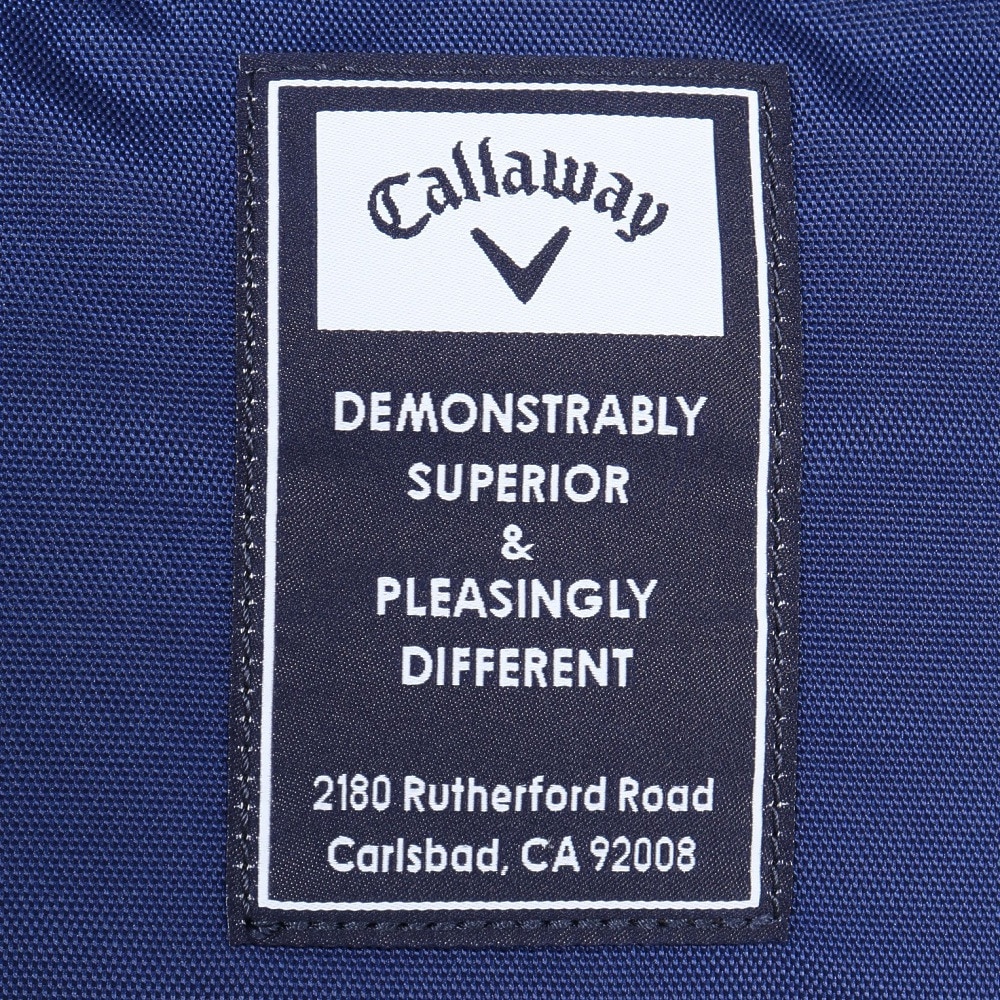 Callaway
DEMONSTRABLY
SUPERIOR
&
PLEASINGLY
DIFFERENT
2180 Rutherford Road
Carlsbad, CA 92008